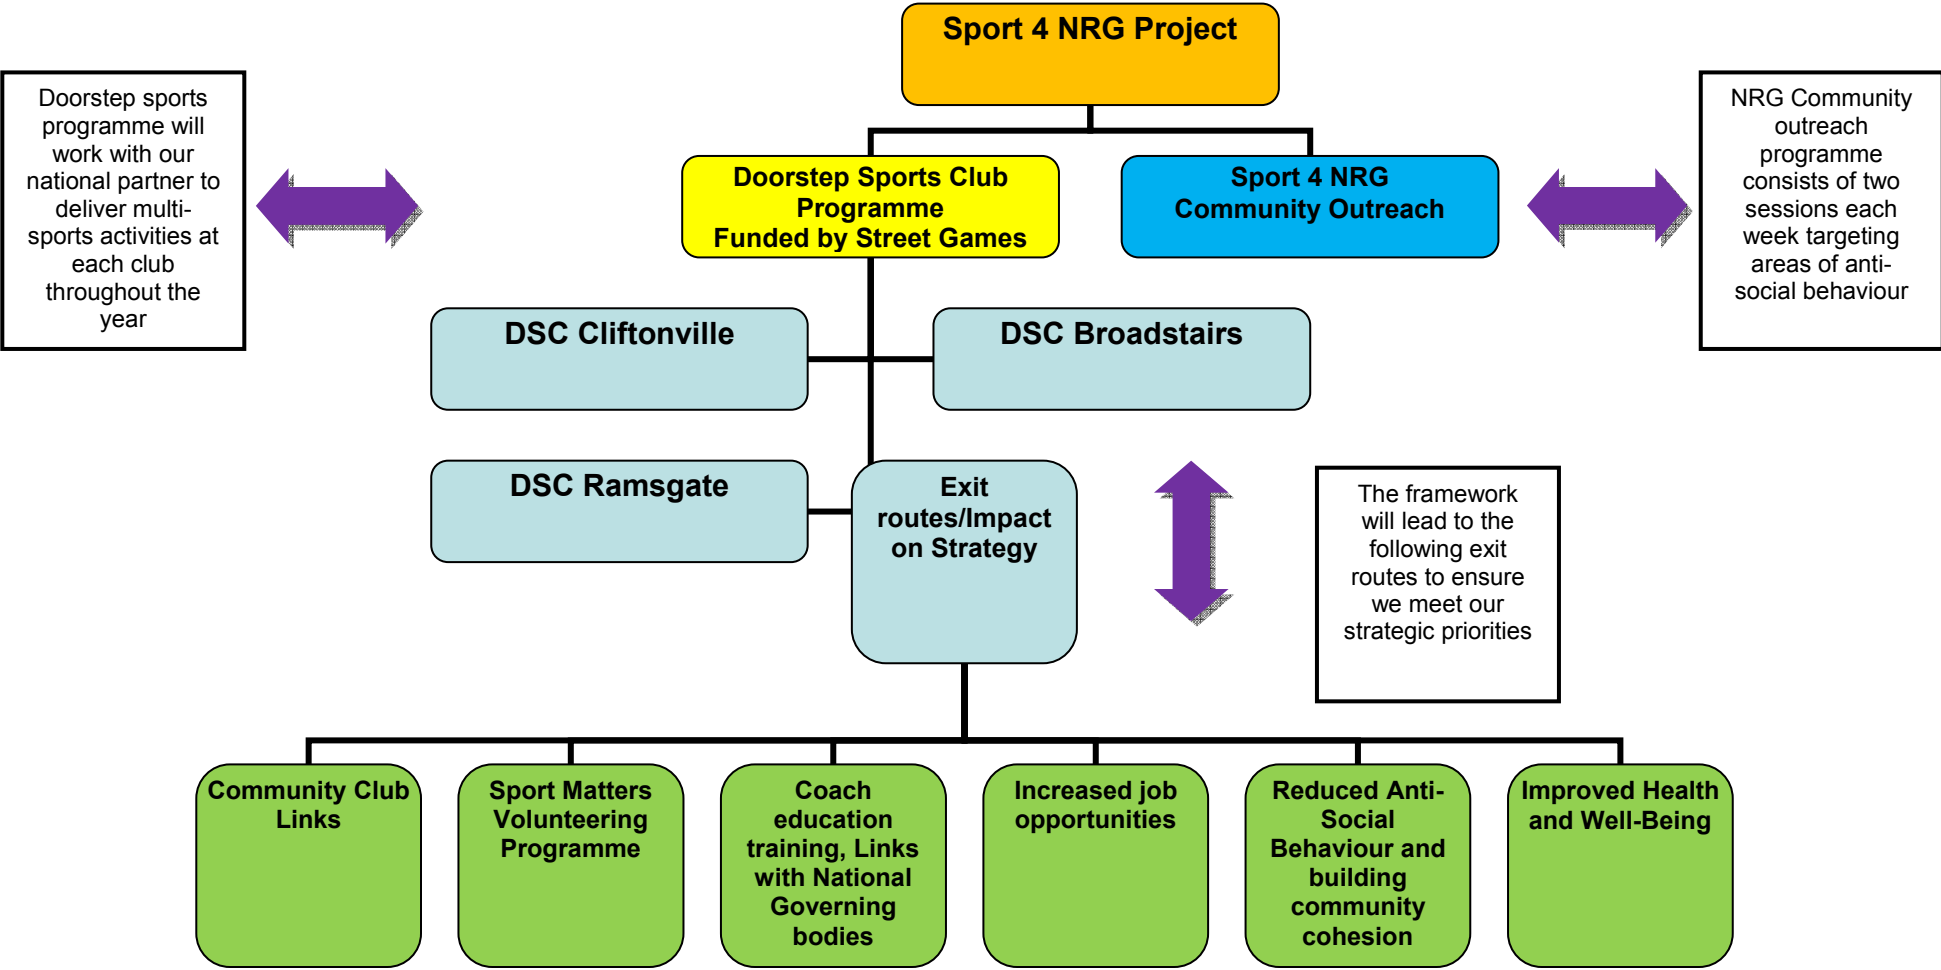 Sport 4 NRG Project
Doorstep sports
programme will
work with our
national partner to
deliver multi-
sports activities at
each club
throughout the
year
Doorstep Sports Club
Programme
Funded by Street Games
Sport 4 NRG
Community Outreach
NRG Community
outreach
programme
consists of two
sessions each
week targeting
areas of anti-
social behaviour
DSC Cliftonville
DSC Broadstairs
DSC Ramsgate
Exit
routes/Impact
on Strategy
The framework
will lead to the
following exit
routes to ensure
we meet our
strategic priorities
Community Club
Links
Sport Matters
Volunteering
Programme
Coach
education
training, Links
with National
Governing
bodies
Increased job
opportunities
Reduced Anti-
Social
Behaviour and
building
community
cohesion
Improved Health
and Well-Being